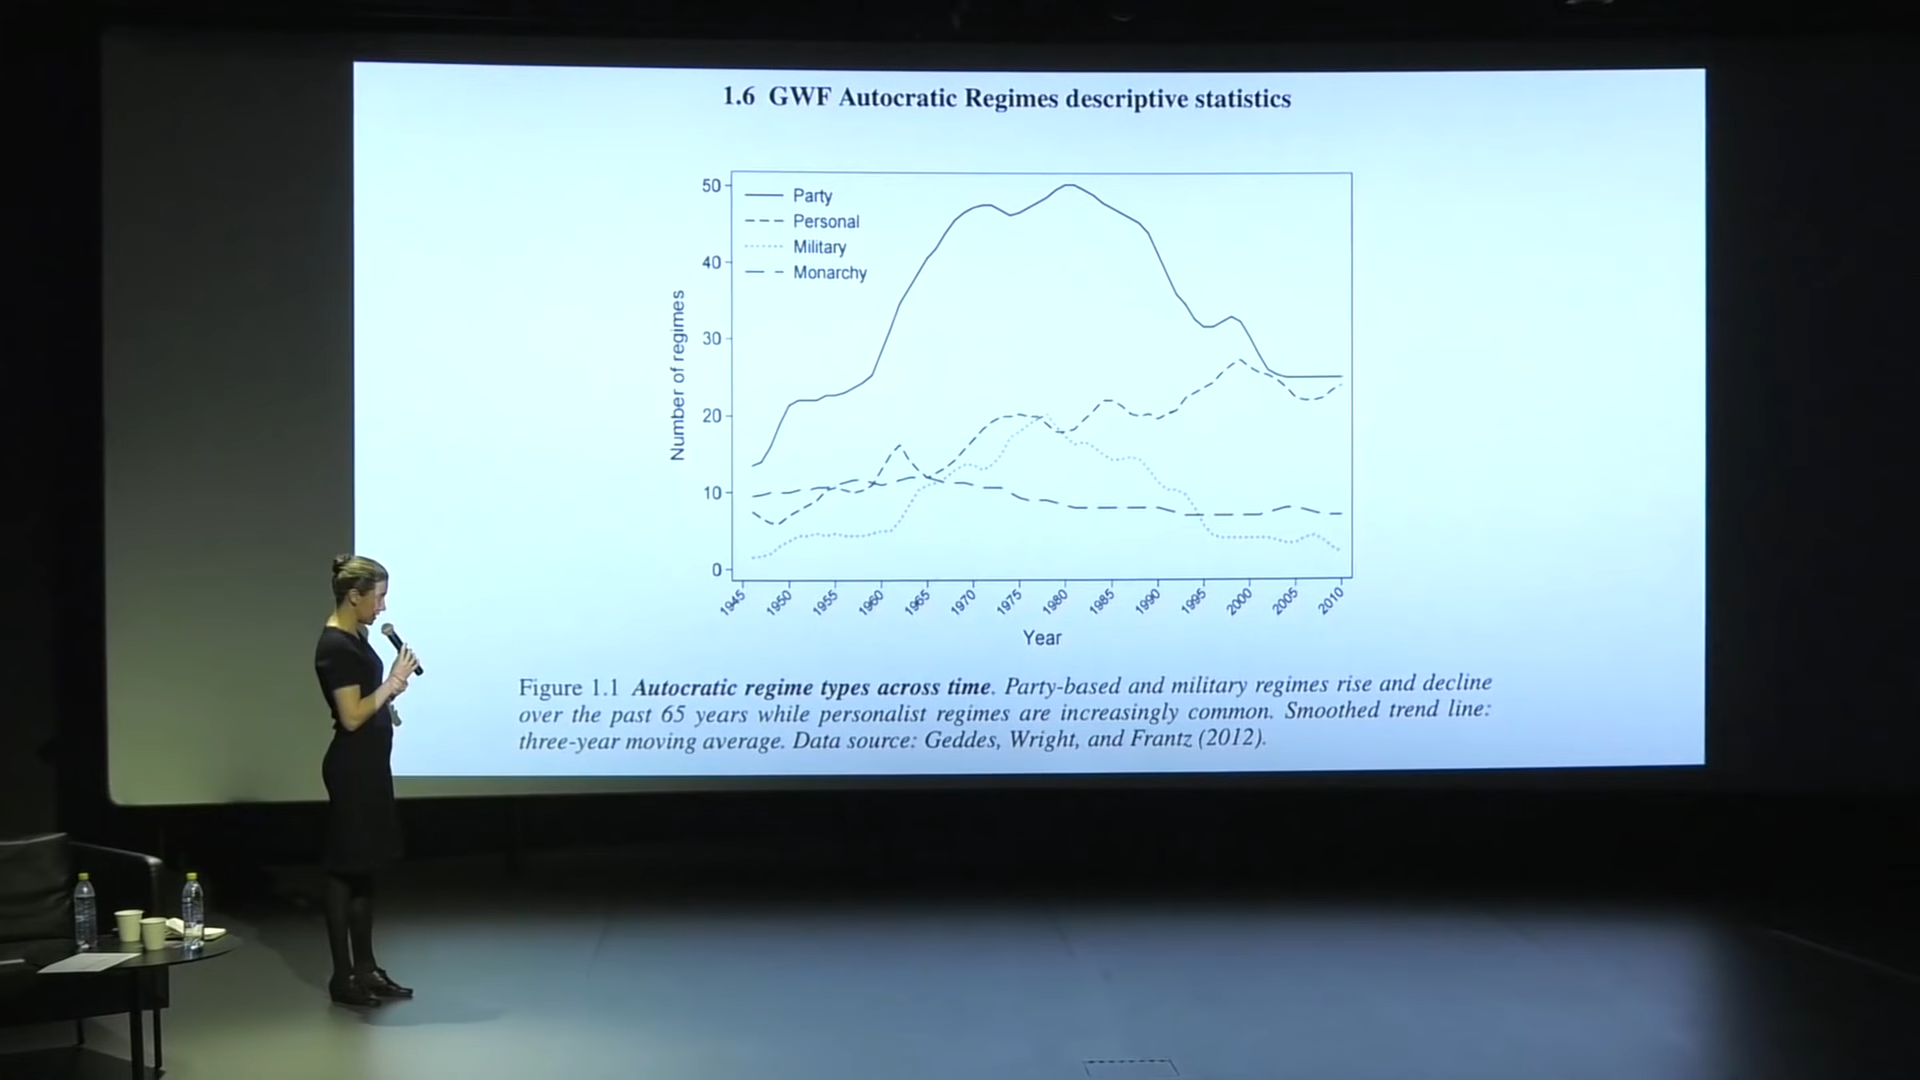 1.6 GWF Autocratic Regimes descriptive statistics
50
40
30
20
10
0
Number of regimes
Party
Personal
Military
Monarchy
1945
1950
1955
1960
1965
1970
1975
1980
1985
1990
1995
2000
2005
2010
Year
Figure 1.1 Autocratic regime types across time. Party-based and military regimes rise and decline
over the past 65 years while personalist regimes are increasingly common. Smoothed trend line:
three-year moving average. Data source: Geddes, Wright, and Frantz (2012).